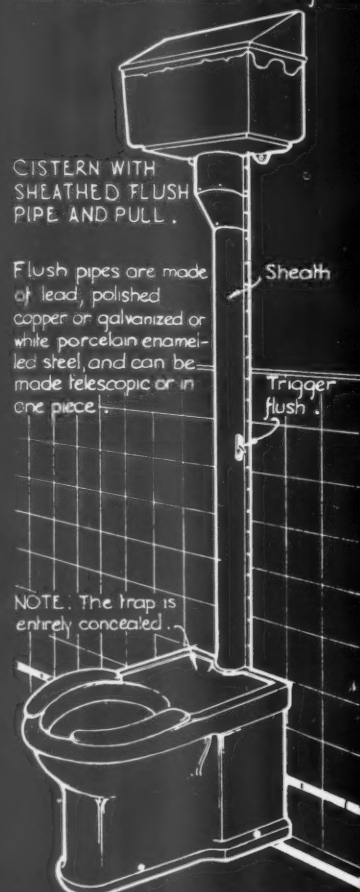 CISTERN WITH
SHEATHED FLUSH
PIPE AND PULL.
Flush pipes are made
of lead, polished
copper or galvanized or
white porcelain enamel-
led steel, and can be
made telescopic or in
one piece.
Sheath
Trigger
flush.
NOTE: The trap is
entirely concealed.